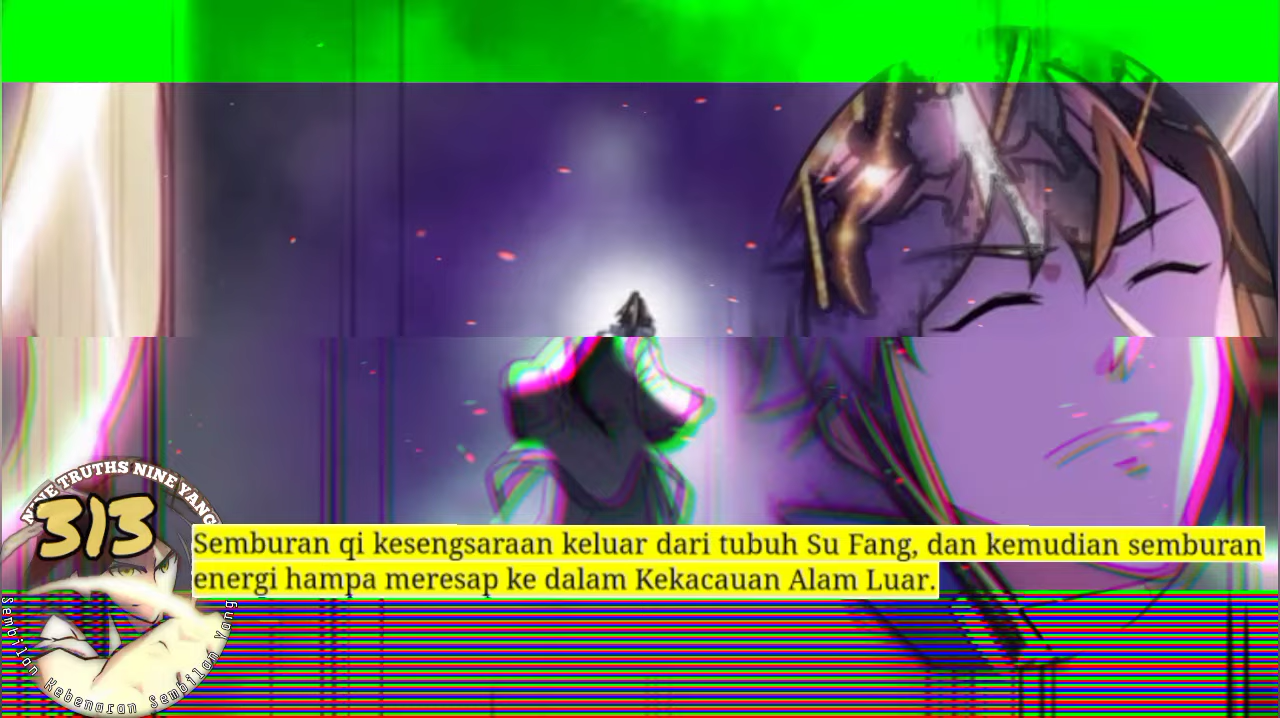 NINE TRUTHS NINE YANG
313
Semburan qi kesengsaraan keluar dari tubuh Su Fang, dan kemudian semburan
energi hampa meresap ke dalam Kekacauan Alam Luar.
Sembilan Kebenaran Sembilan Yang